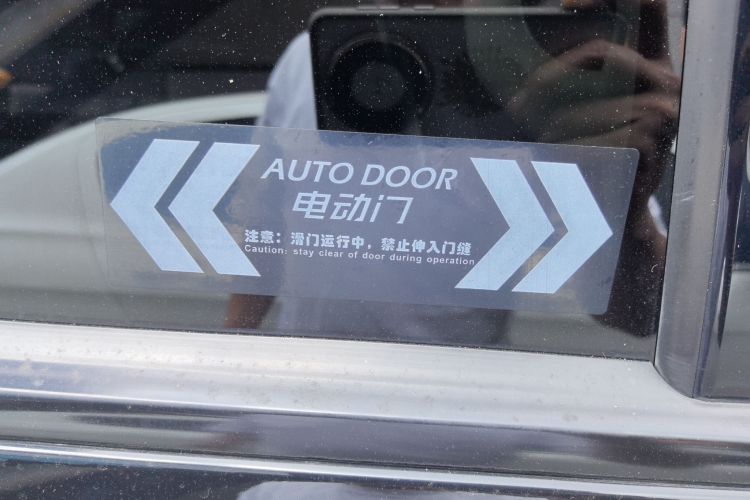 AUTO DOOR
电动门
注意：滑门运行中，禁止伸入门缝
Caution: stay clear of door during operation